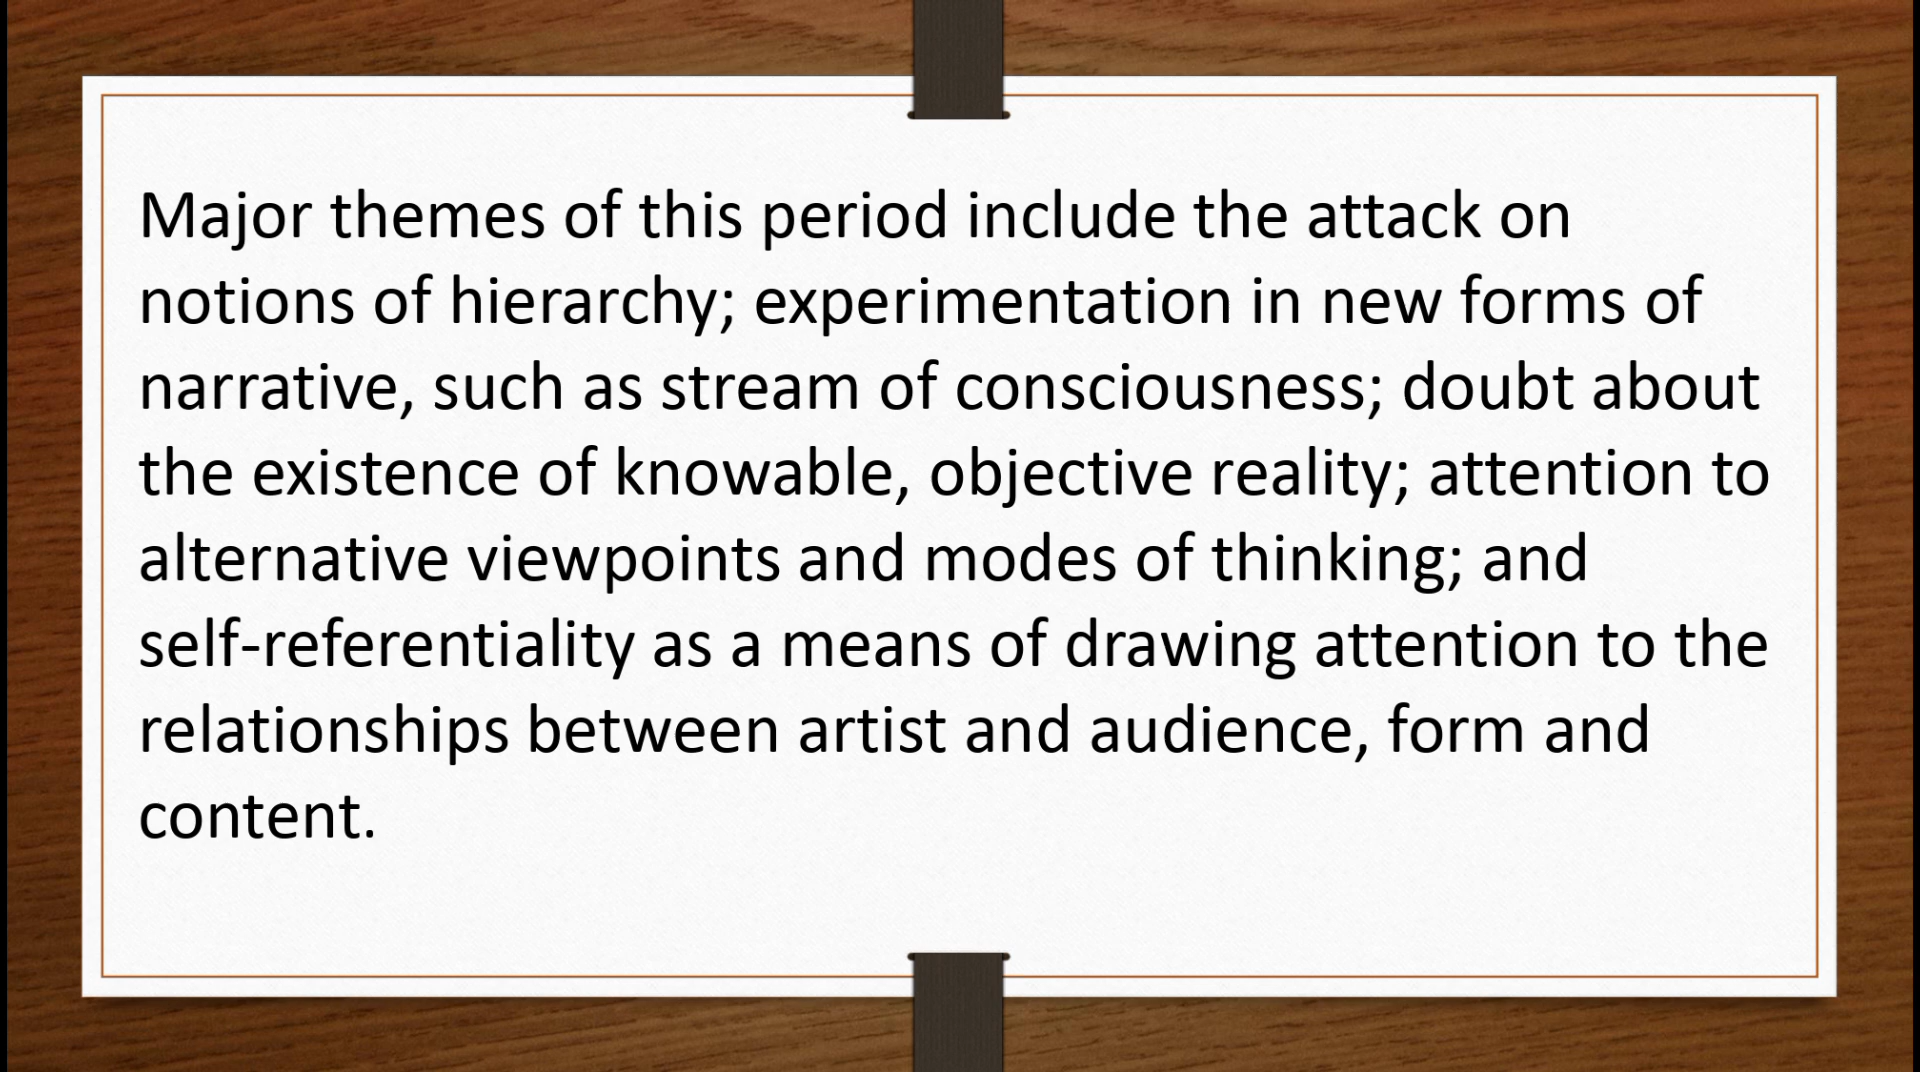 Major themes of this period include the attack on
notions of hierarchy; experimentation in new forms of
narrative, such as stream of consciousness; doubt about
the existence of knowable, objective reality; attention to
alternative viewpoints and modes of thinking; and
self-referentiality as a means of drawing attention to the
relationships between artist and audience, form and
content.